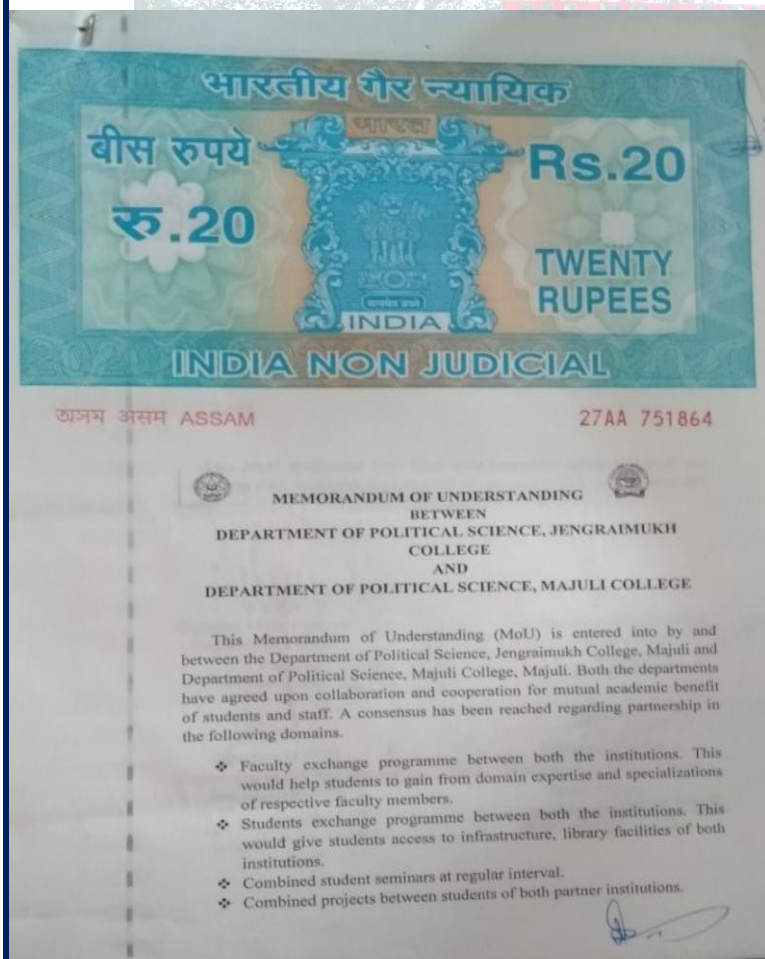 भारतीय गैर न्यायिक
भारत
बीस रुपये
रु.20
Rs.20
TWENTY
RUPEES
सत्यमेव जयते
INDIA
INDIA NON JUDICIAL
অসম असम ASSAM
27AA 751864
MEMORANDUM OF UNDERSTANDING
BETWEEN
DEPARTMENT OF POLITICAL SCIENCE, JENGRAIMUKH
COLLEGE
AND
DEPARTMENT OF POLITICAL SCIENCE, MAJULI COLLEGE
This Memorandum of Understanding (MoU) is entered into by and
between the Department of Political Science, Jengraimukh College, Majuli and
Department of Political Science, Majuli College, Majuli. Both the departments
have agreed upon collaboration and cooperation for mutual academic benefit
of students and staff. A consensus has been reached regarding partnership in
the following domains.
❖ Faculty exchange programme between both the institutions. This
would help students to gain from domain expertise and specializations
of respective faculty members.
❖ Students exchange programme between both the institutions. This
would give students access to infrastructure, library facilities of both
institutions.
❖ Combined student seminars at regular interval.
❖ Combined projects between students of both partner institutions.